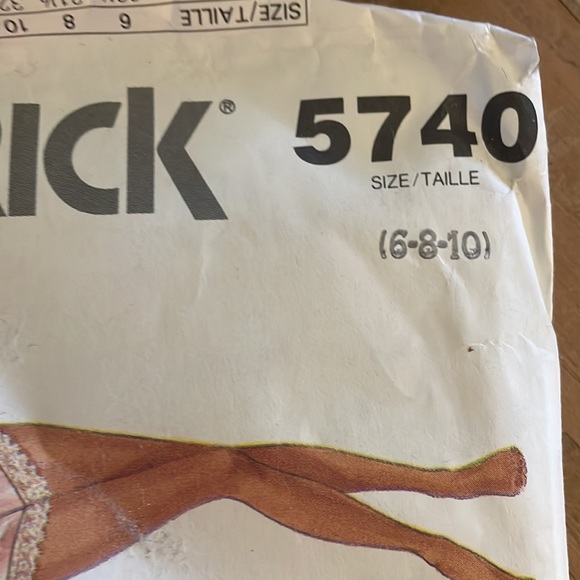 SIZE/TAILLE 6 8 10
RICK®
5740
SIZE/TAILLE
(6-8-10)